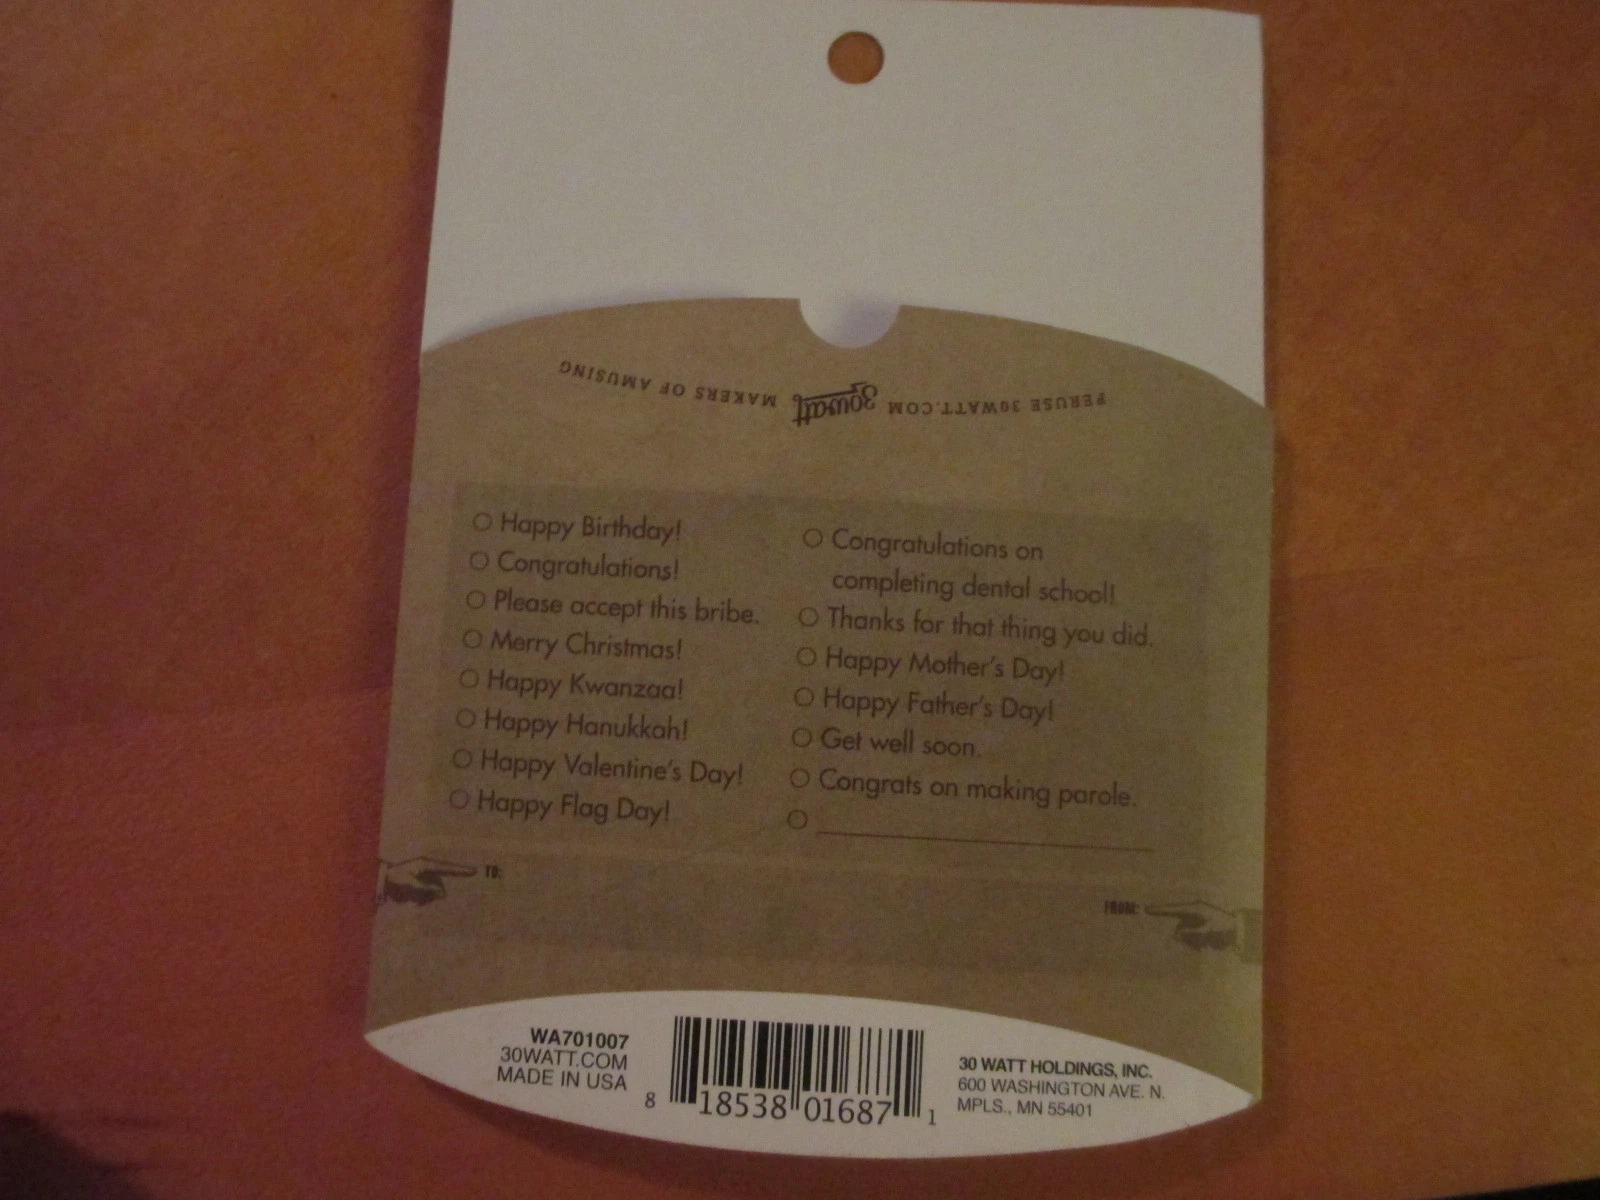 PERUSE 30WATT.COM 30watt MAKERS OF AMUSING
Happy Birthday!
Congratulations!
Please accept this bribe.
Merry Christmas!
Happy Kwanzaa!
Happy Hanukkah!
Happy Valentine's Day!
Happy Flag Day!
Congratulations on
completing dental school!
Thanks for that thing you did.
Happy Mother's Day!
Happy Father's Day!
Get well soon.
Congrats on making parole.
TO:
FROM:
WA701007
30WATT.COM
MADE IN USA
8 18538 01687 1
30 WATT HOLDINGS, INC.
600 WASHINGTON AVE. N.
MPLS., MN 55401